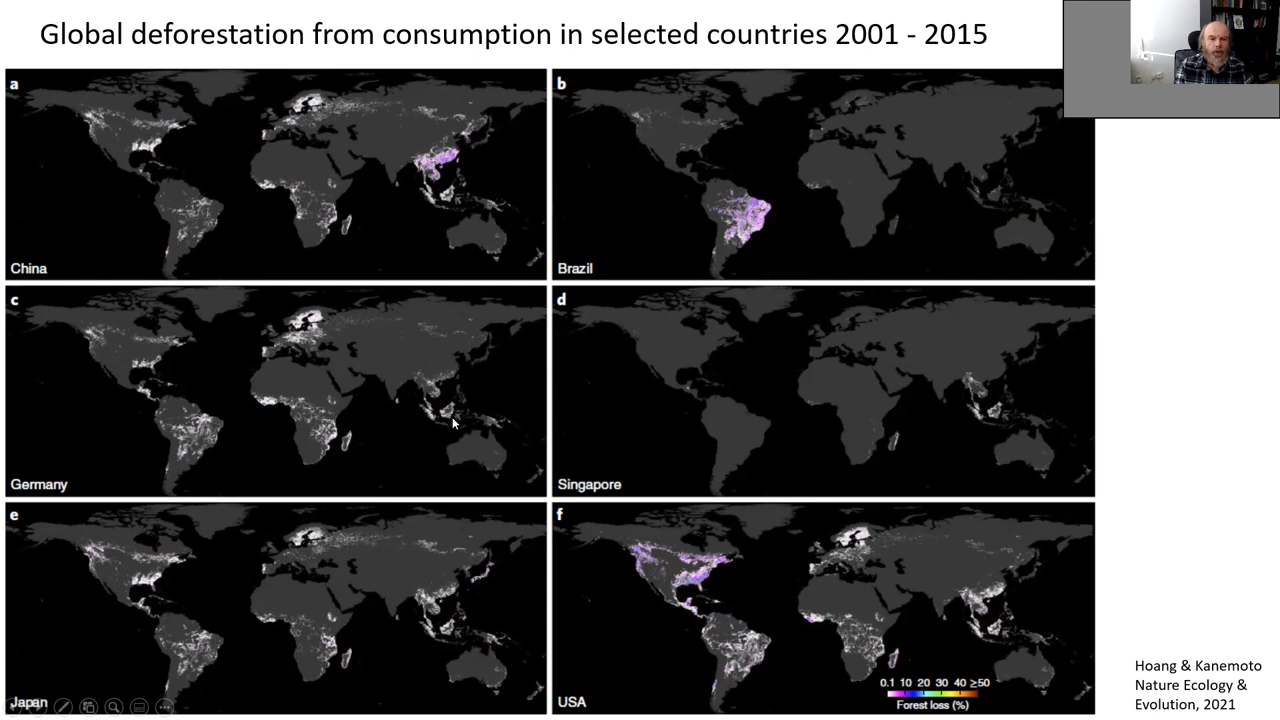 Global deforestation from consumption in selected countries 2001 - 2015
a
China
b
Brazil
c
Germany
d
Singapore
e
Japan
f
USA
0.1 10 20 30 40 ≥50
Forest loss (%)
Hoang & Kanemoto
Nature Ecology &
Evolution, 2021